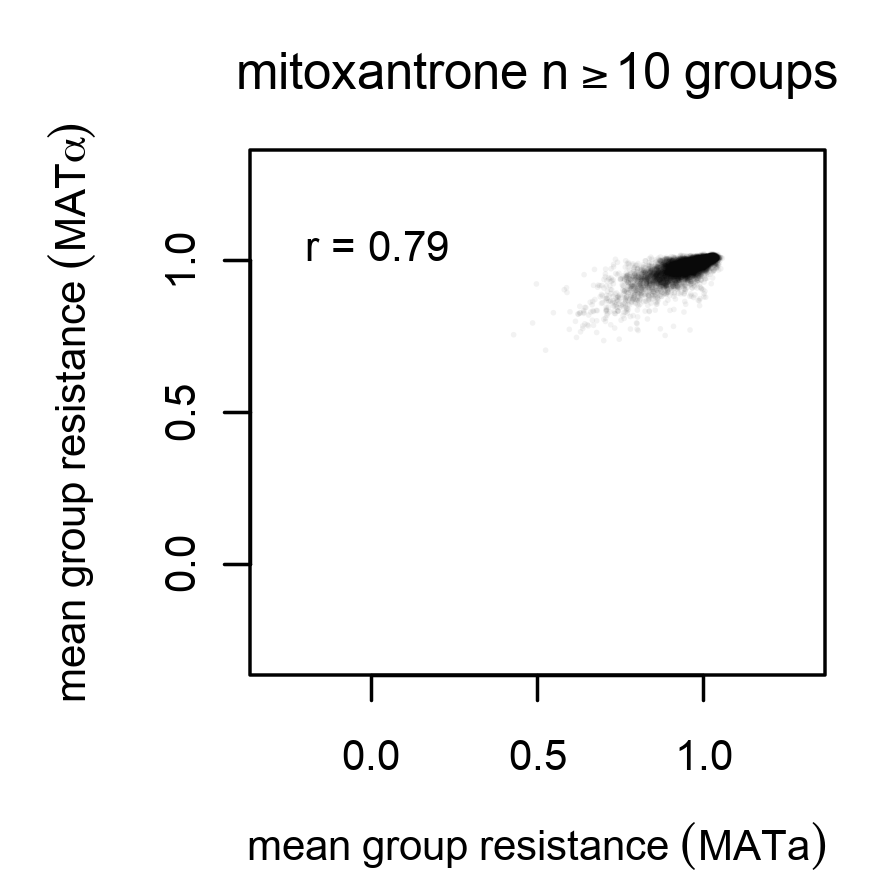 mitoxantrone n ≥ 10 groups
mean group resistance (MATα)
r = 0.79
1.0
0.5
0.0
0.0 0.5 1.0
mean group resistance (MATa)